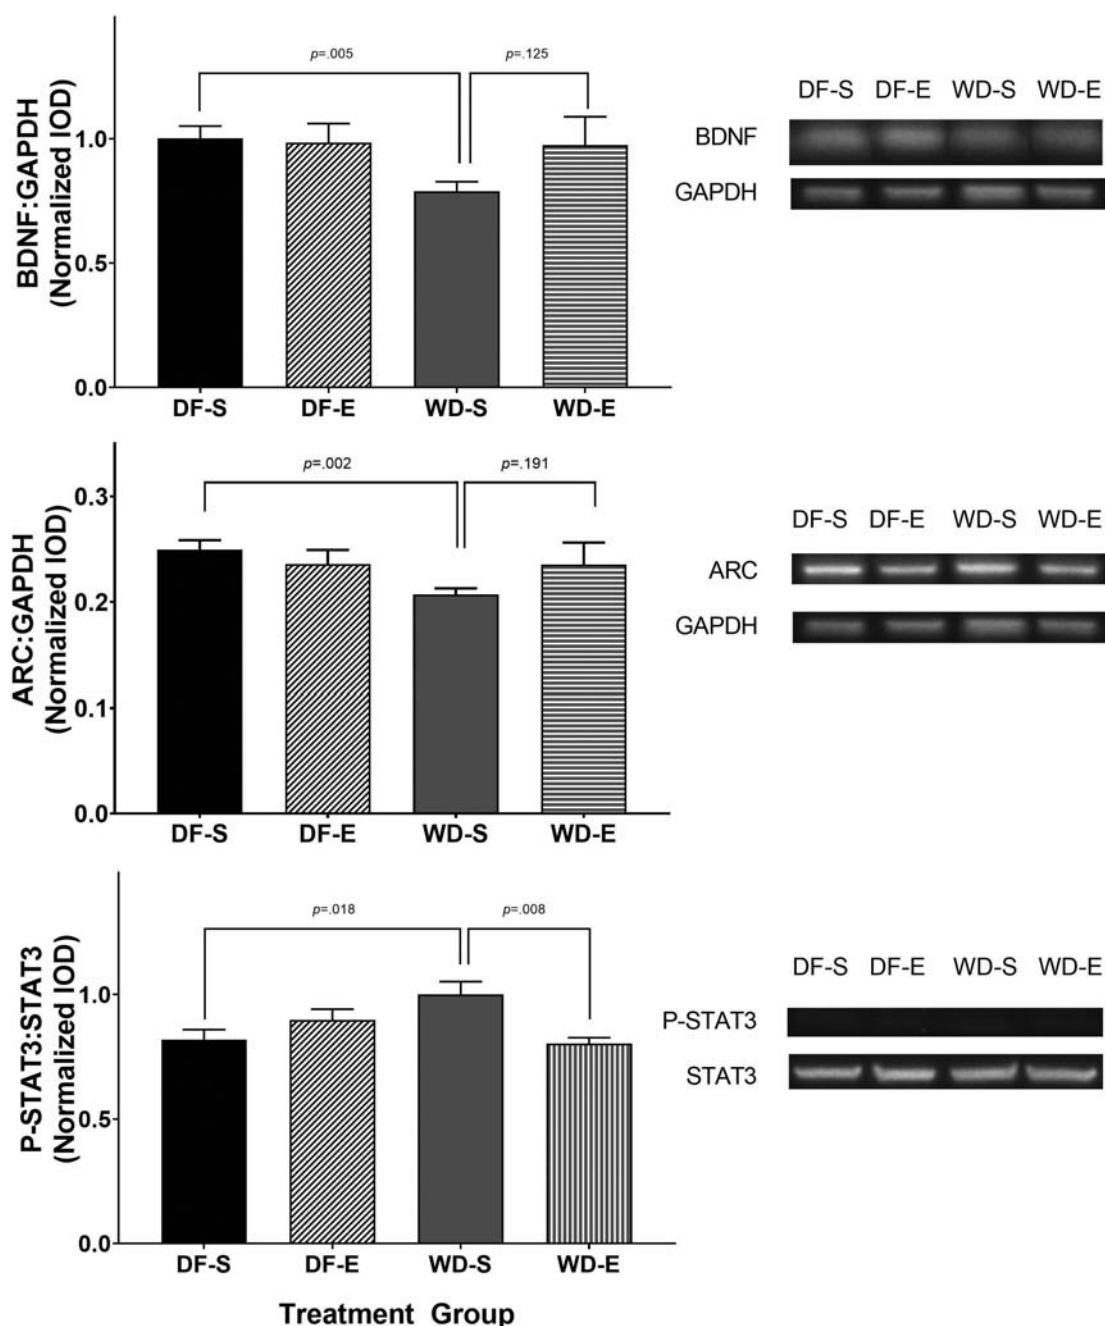 p=.005
p=.125
BDNF:GAPDH
(Normalized IOD)
1.0
0.5
0.0
DF-S DF-E WD-S WD-E
DF-S DF-E WD-S WD-E
BDNF
GAPDH
p=.002
p=.191
ARC:GAPDH
(Normalized IOD)
0.3
0.2
0.1
0.0
DF-S DF-E WD-S WD-E
DF-S DF-E WD-S WD-E
ARC
GAPDH
p=.018
p=.008
P-STAT3:STAT3
(Normalized IOD)
1.0
0.5
0.0
DF-S DF-E WD-S WD-E
Treatment Group
DF-S DF-E WD-S WD-E
P-STAT3
STAT3